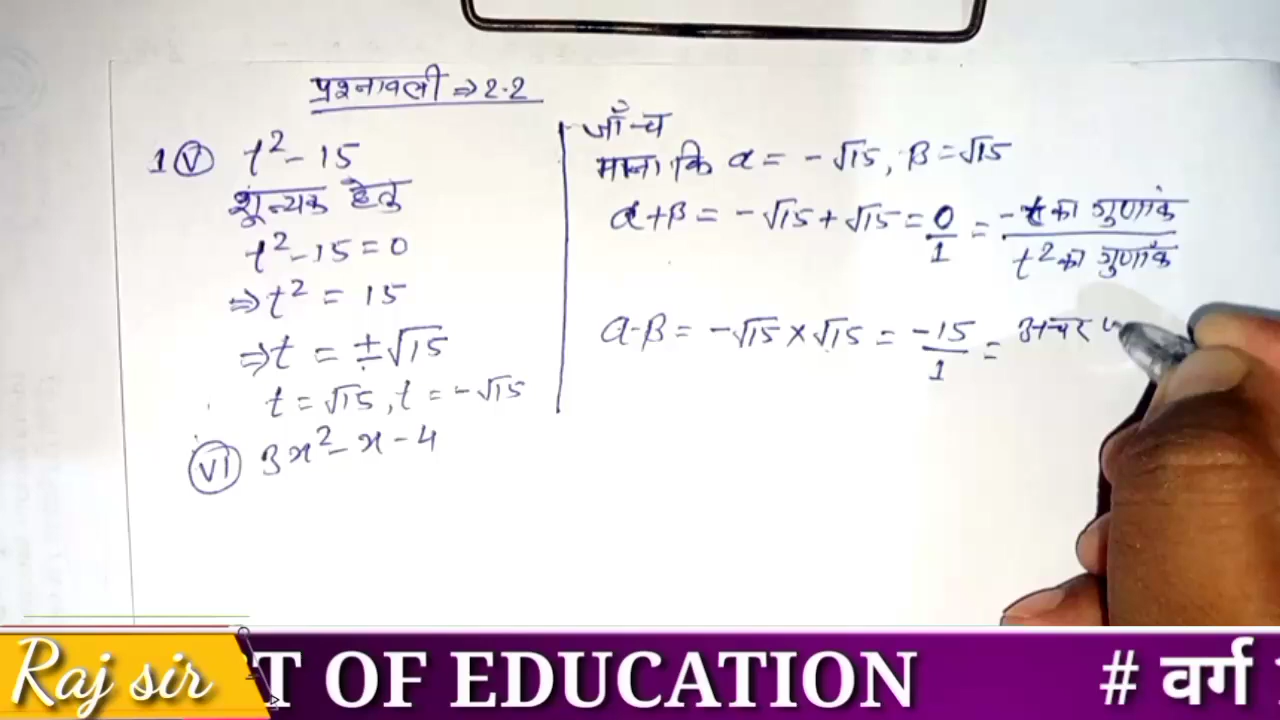 प्रश्नावली ⇒ 2.2
1 (v) t² - 15
शून्यक हेतु
t² - 15 = 0
⇒ t² = 15
⇒ t = ±√15
t = √15, t = -√15
(vi) 3x² - x - 4
जाँच
माना कि α = -√15, β = √15
α+β = -√15 + √15 = 0/1 = -t का गुणांक / t² का गुणांक
α·β = -√15 × √15 = -15/1 = अचर
Raj sir
T OF EDUCATION
# वर्ग